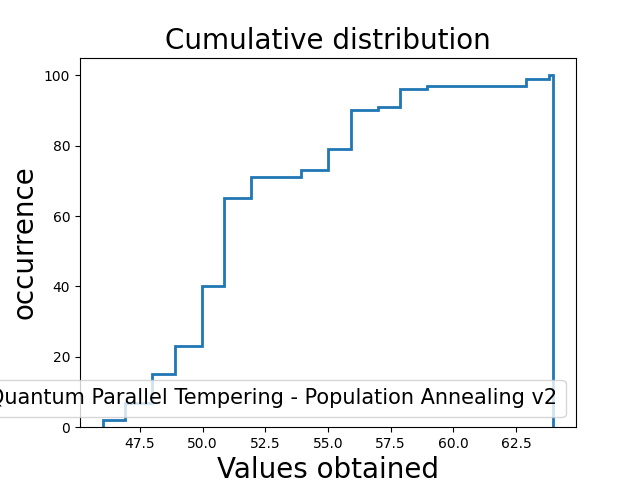 Cumulative distribution
occurrence
100
80
60
40
20
0
Quantum Parallel Tempering - Population Annealing v2
47.5 50.0 52.5 55.0 57.5 60.0 62.5
Values obtained